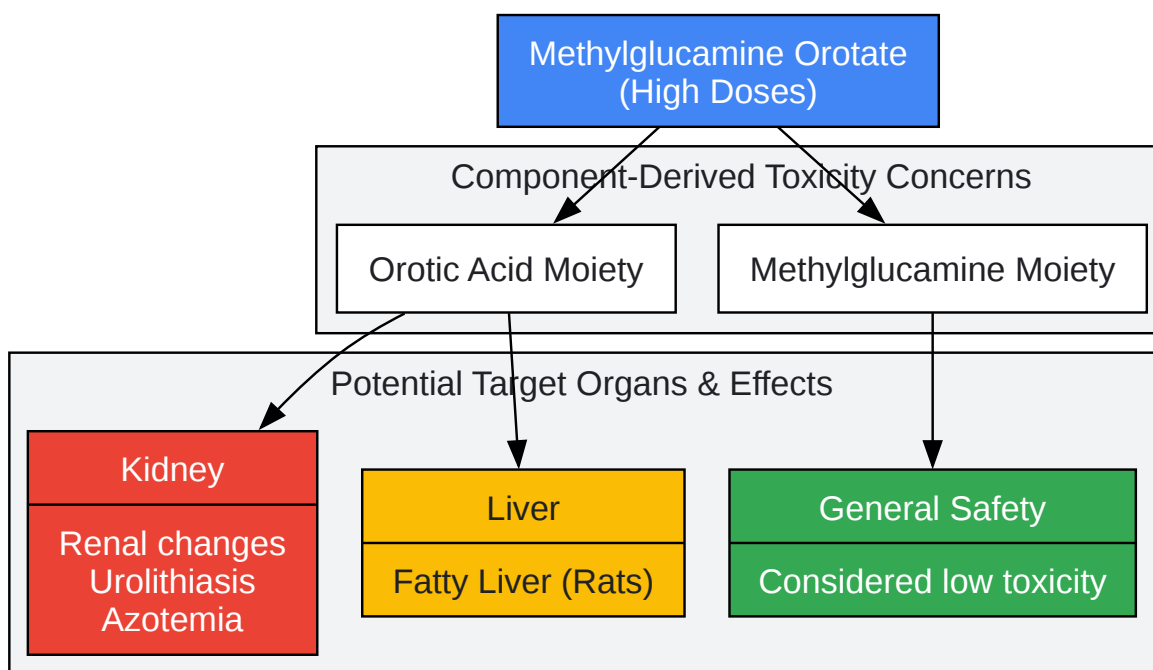 Methylglucamine Orotate
(High Doses)
Component-Derived Toxicity Concerns
Orotic Acid Moiety
Methylglucamine Moiety
Potential Target Organs & Effects
Kidney
Renal changes
Urolithiasis
Azotemia
Liver
Fatty Liver (Rats)
General Safety
Considered low toxicity